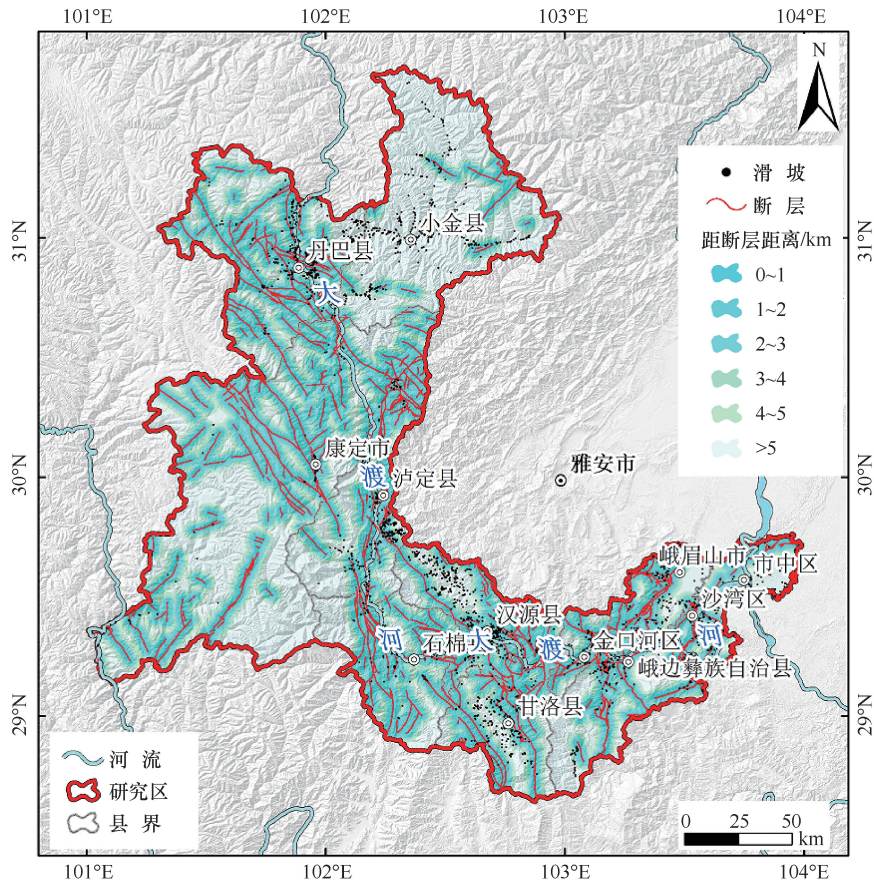 101°E 102°E 103°E 104°E
N
滑 坡
断 层
距断层距离/km
0~1
1~2
2~3
3~4
4~5
>5
31°N 31°N
小金县
丹巴县
大
康定市
雅安市
30°N 30°N
渡
泸定县
峨眉山市 市中区
沙湾区
汉源县
河 石棉大 渡 金口河区 河
峨边彝族自治县
29°N 29°N
甘洛县
河 流
研究区
县 界
0 25 50
km
101°E 102°E 103°E 104°E